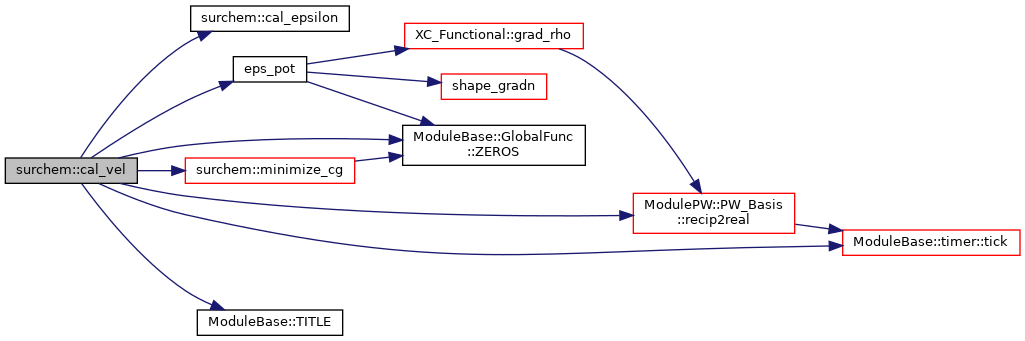 surchem::cal_epsilon
XC_Functional::grad_rho
eps_pot
shape_gradn
ModuleBase::GlobalFunc
::ZEROS
surchem::cal_vel
surchem::minimize_cg
ModulePW::PW_Basis
::recip2real
ModuleBase::timer::tick
ModuleBase::TITLE